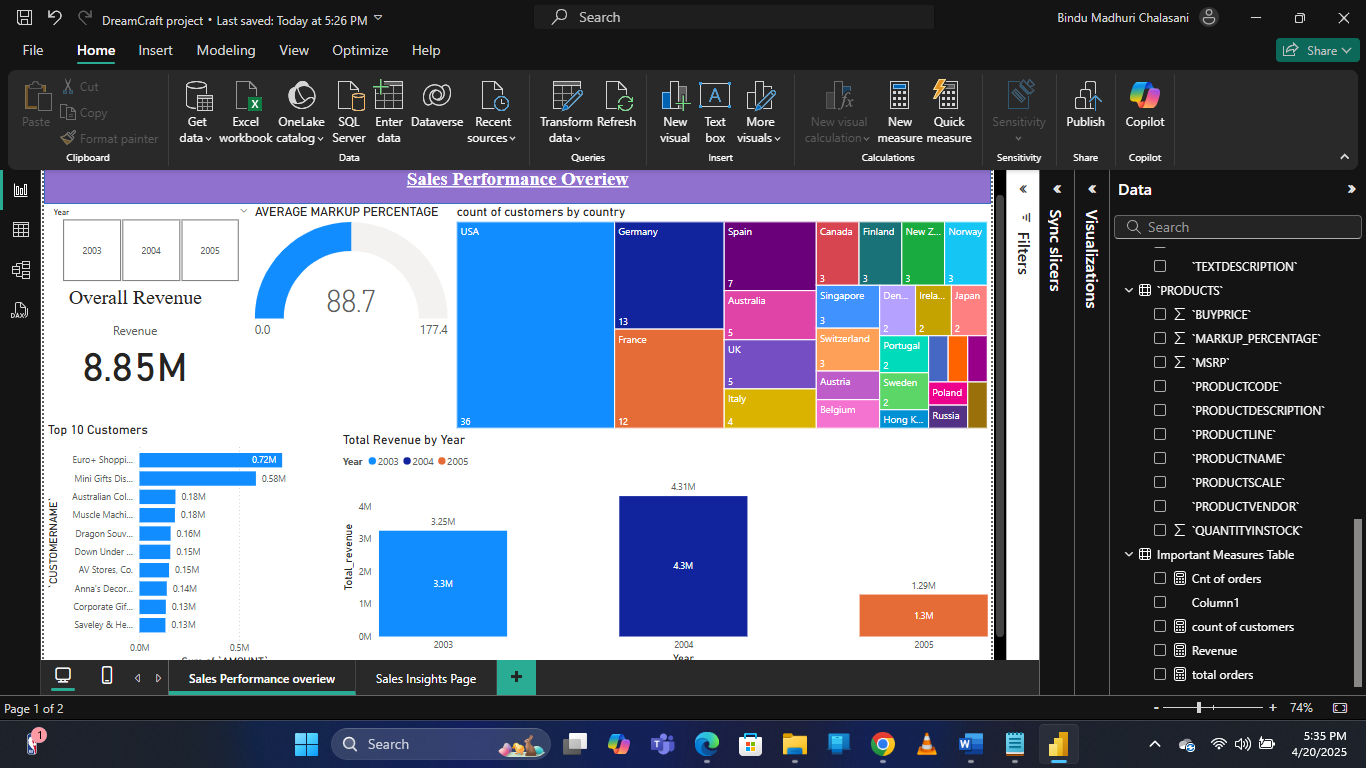 DreamCraft project • Last saved: Today at 5:26 PM
Search
Bindu Madhuri Chalasani
File Home Insert Modeling View Optimize Help
Share
Paste
Cut
Copy
Format painter
Clipboard
Get data
Excel workbook
OneLake catalog
SQL Server
Enter data
Dataverse
Recent sources
Data
Transform data
Refresh
Queries
New visual
Text box
More visuals
Insert
New visual calculation
New measure
Quick measure
Calculations
Sensitivity
Sensitivity
Publish
Share
Copilot
Copilot
Sales Performance Overiew
Year
2003 2004 2005
Overall Revenue
Revenue
8.85M
AVERAGE MARKUP PERCENTAGE
88.7
0.0 177.4
count of customers by country
USA
36
Germany
13
France
12
Spain
7
Australia
5
UK
5
Italy
4
Canada
3
Finland
3
New Z...
3
Norway
3
Singapore
3
Switzerland
3
Austria
Belgium
Den...
2
Irela...
2
Japan
2
Portugal
2
Sweden
2
Hong K...
Poland
Russia
Top 10 Customers
`CUSTOMERNAME`
Euro+ Shoppi... 0.72M
Mini Gifts Dis... 0.58M
Australian Col... 0.18M
Muscle Machi... 0.18M
Dragon Souv... 0.16M
Down Under ... 0.15M
AV Stores, Co. 0.15M
Anna's Decor... 0.14M
Corporate Gif... 0.13M
Saveley & He... 0.13M
0.0M 0.5M
Sum of `AMOUNT`
Total Revenue by Year
Year 2003 2004 2005
Total_revenue
4M
3M
2M
1M
0M
3.25M
3.3M
4.31M
4.3M
1.29M
1.3M
2003 2004 2005
Year
Filters
Sync slicers
Visualizations
Data
Search
`TEXTDESCRIPTION`
`PRODUCTS`
`BUYPRICE`
`MARKUP_PERCENTAGE`
`MSRP`
`PRODUCTCODE`
`PRODUCTDESCRIPTION`
`PRODUCTLINE`
`PRODUCTNAME`
`PRODUCTSCALE`
`PRODUCTVENDOR`
`QUANTITYINSTOCK`
Important Measures Table
Cnt of orders
Column1
count of customers
Revenue
total orders
Sales Performance overiew
Sales Insights Page
Page 1 of 2
- + 74%
1
Search
5:35 PM
4/20/2025